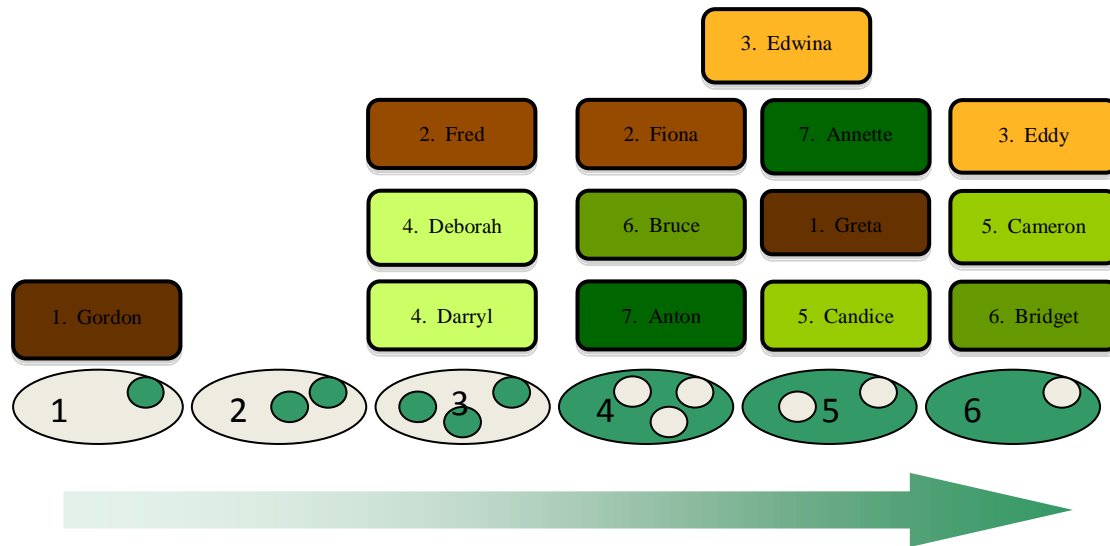 3. Edwina
2. Fred
2. Fiona
7. Annette
3. Eddy
4. Deborah
6. Bruce
1. Greta
5. Cameron
1. Gordon
4. Darryl
7. Anton
5. Candice
6. Bridget
1
2
3
4
5
6